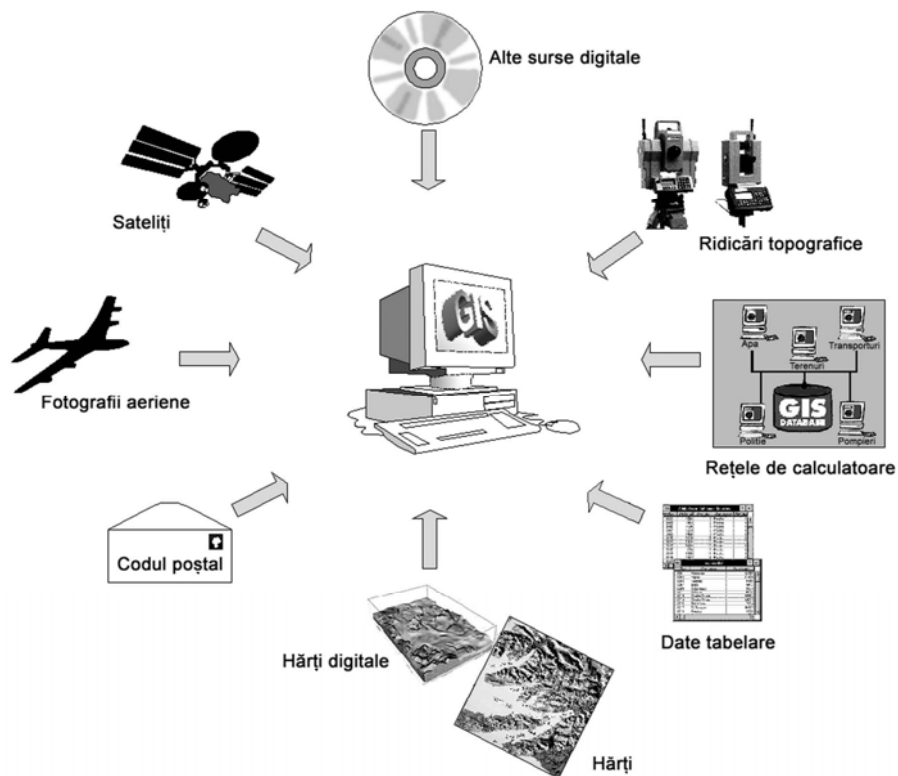 Alte surse digitale
Sateliți
Ridicări topografice
GIS
Fotografii aeriene
Apa
Transporturi
Terenuri
GIS
DATABASE
Politie
Pompieri
Rețele de calculatoare
Codul poștal
Date tabelare
Hărți digitale
Hărți